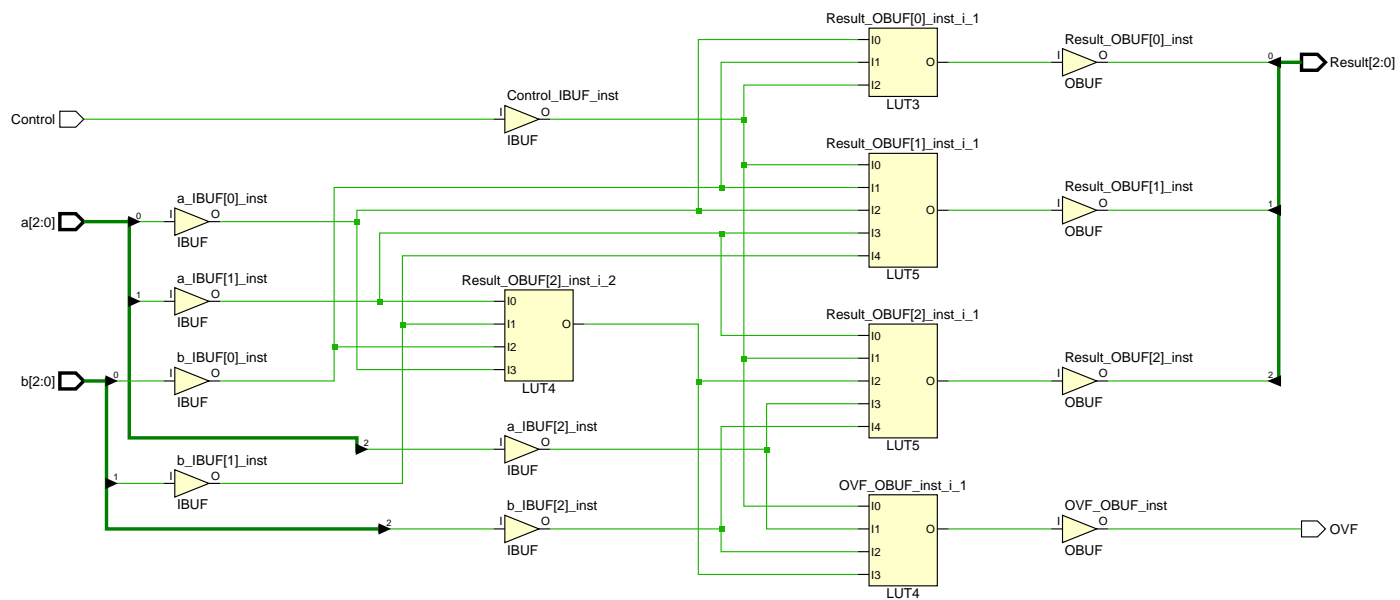 Result_OBUF[0]_inst_i_1
I0
I1
I2
O
LUT3
Result_OBUF[0]_inst
I
O
OBUF
0
Result[2:0]
Control
Control_IBUF_inst
I
O
IBUF
Result_OBUF[1]_inst_i_1
I0
I1
I2
I3
I4
O
LUT5
Result_OBUF[1]_inst
I
O
OBUF
1
a[2:0]
0
a_IBUF[0]_inst
I
O
IBUF
1
a_IBUF[1]_inst
I
O
IBUF
Result_OBUF[2]_inst_i_2
I0
I1
I2
I3
O
LUT4
Result_OBUF[2]_inst_i_1
I0
I1
I2
I3
I4
O
LUT5
Result_OBUF[2]_inst
I
O
OBUF
2
b[2:0]
0
b_IBUF[0]_inst
I
O
IBUF
2
a_IBUF[2]_inst
I
O
IBUF
1
b_IBUF[1]_inst
I
O
IBUF
2
b_IBUF[2]_inst
I
O
IBUF
OVF_OBUF_inst_i_1
I0
I1
I2
I3
O
LUT4
OVF_OBUF_inst
I
O
OBUF
OVF